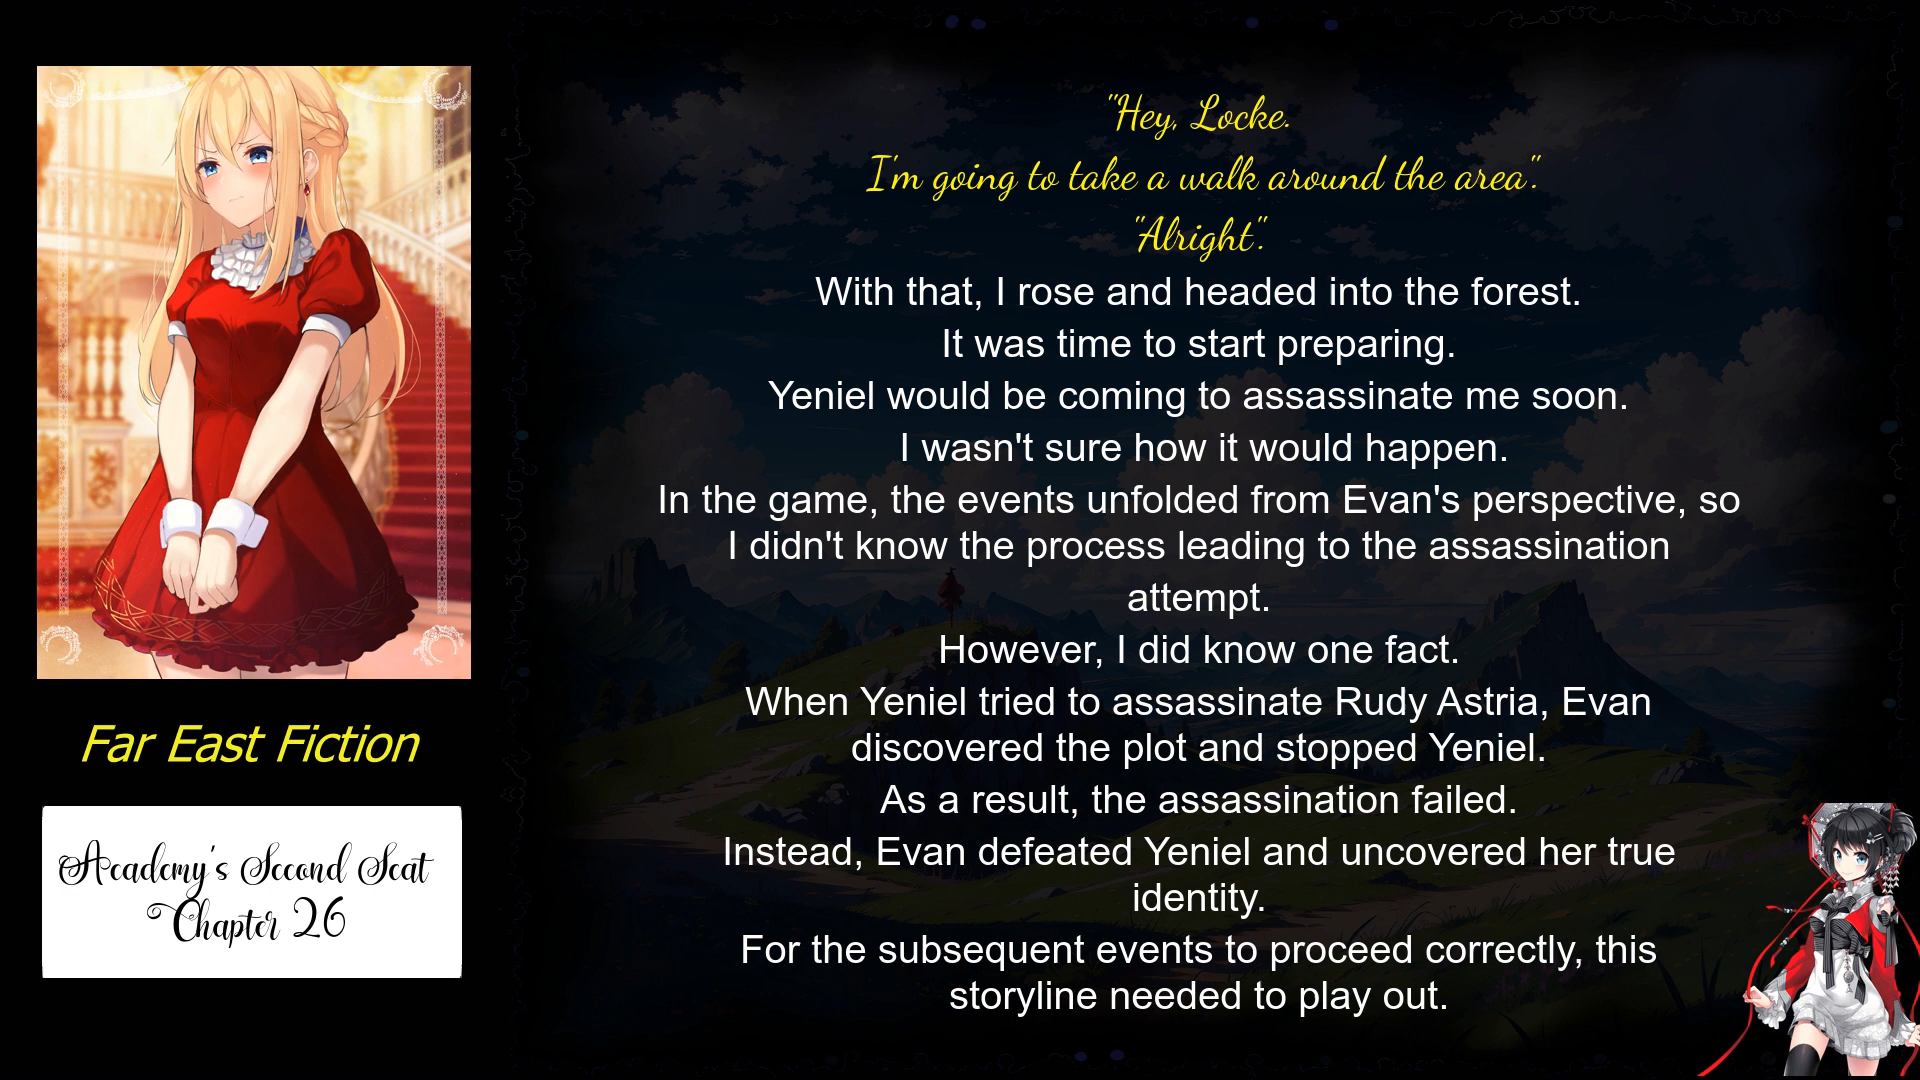 "Hey, Locke.
I'm going to take a walk around the area".
"Alright".
With that, I rose and headed into the forest.
It was time to start preparing.
Yeniel would be coming to assassinate me soon.
I wasn't sure how it would happen.
In the game, the events unfolded from Evan's perspective, so
I didn't know the process leading to the assassination
attempt.
However, I did know one fact.
When Yeniel tried to assassinate Rudy Astria, Evan
discovered the plot and stopped Yeniel.
As a result, the assassination failed.
Instead, Evan defeated Yeniel and uncovered her true
identity.
For the subsequent events to proceed correctly, this
storyline needed to play out.
Far East Fiction
Academy's Second Seat
Chapter 26